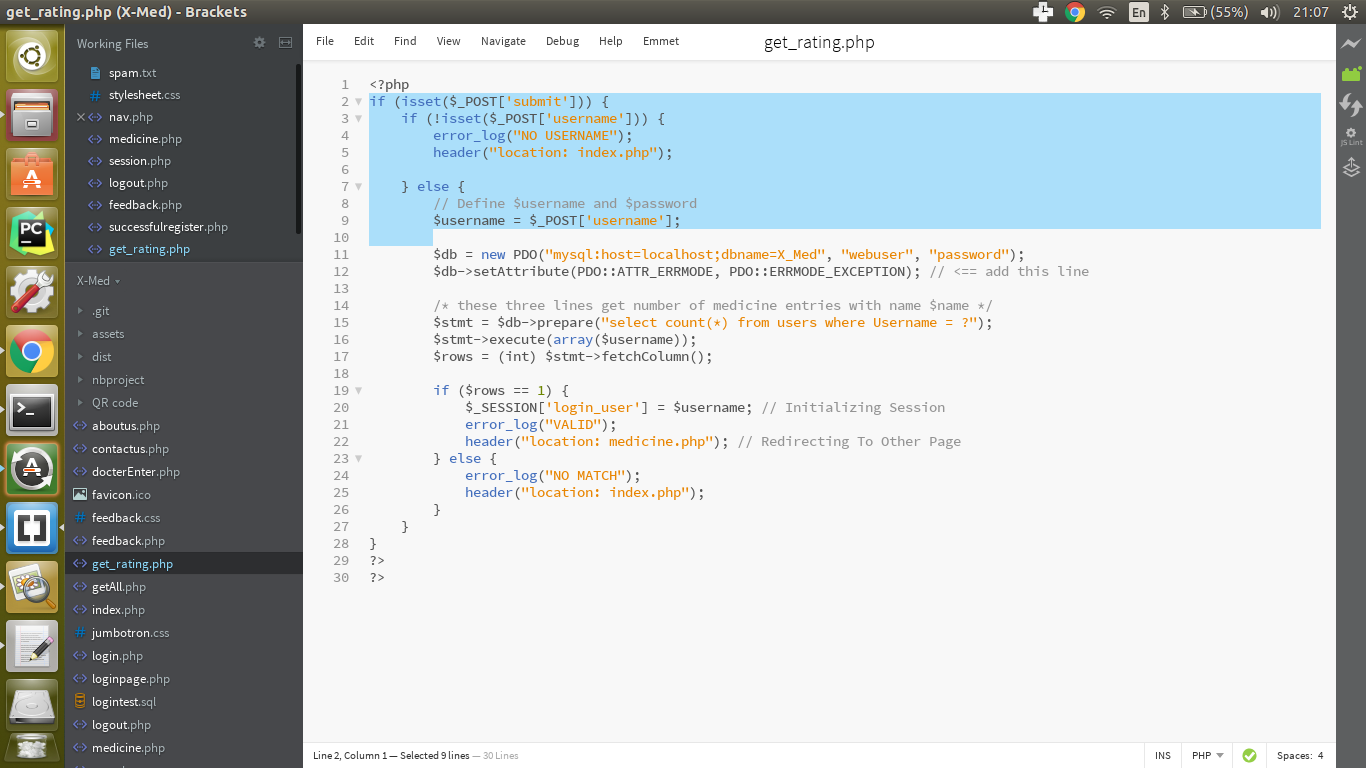 get_rating.php (X-Med) - Brackets
En
(55%)
21:07
Working Files
spam.txt
stylesheet.css
nav.php
medicine.php
session.php
logout.php
feedback.php
successfulregister.php
get_rating.php
X-Med
.git
assets
dist
nbproject
QR code
aboutus.php
contactus.php
docterEnter.php
favicon.ico
feedback.css
feedback.php
get_rating.php
getAll.php
index.php
jumbotron.css
login.php
loginpage.php
logintest.sql
logout.php
medicine.php
File Edit Find View Navigate Debug Help Emmet
get_rating.php
1 <?php
2 if (isset($_POST['submit'])) {
3     if (!isset($_POST['username'])) {
4         error_log("NO USERNAME");
5         header("location: index.php");
6
7     } else {
8         // Define $username and $password
9         $username = $_POST['username'];
10
11         $db = new PDO("mysql:host=localhost;dbname=X_Med", "webuser", "password");
12         $db->setAttribute(PDO::ATTR_ERRMODE, PDO::ERRMODE_EXCEPTION); // <== add this line
13
14         /* these three lines get number of medicine entries with name $name */
15         $stmt = $db->prepare("select count(*) from users where Username = ?");
16         $stmt->execute(array($username));
17         $rows = (int) $stmt->fetchColumn();
18
19         if ($rows == 1) {
20             $_SESSION['login_user'] = $username; // Initializing Session
21             error_log("VALID");
22             header("location: medicine.php"); // Redirecting To Other Page
23         } else {
24             error_log("NO MATCH");
25             header("location: index.php");
26         }
27     }
28 }
29 ?>
30 ?>
JS Lint
PC
Line 2, Column 1 — Selected 9 lines — 30 Lines
INS
PHP
Spaces: 4